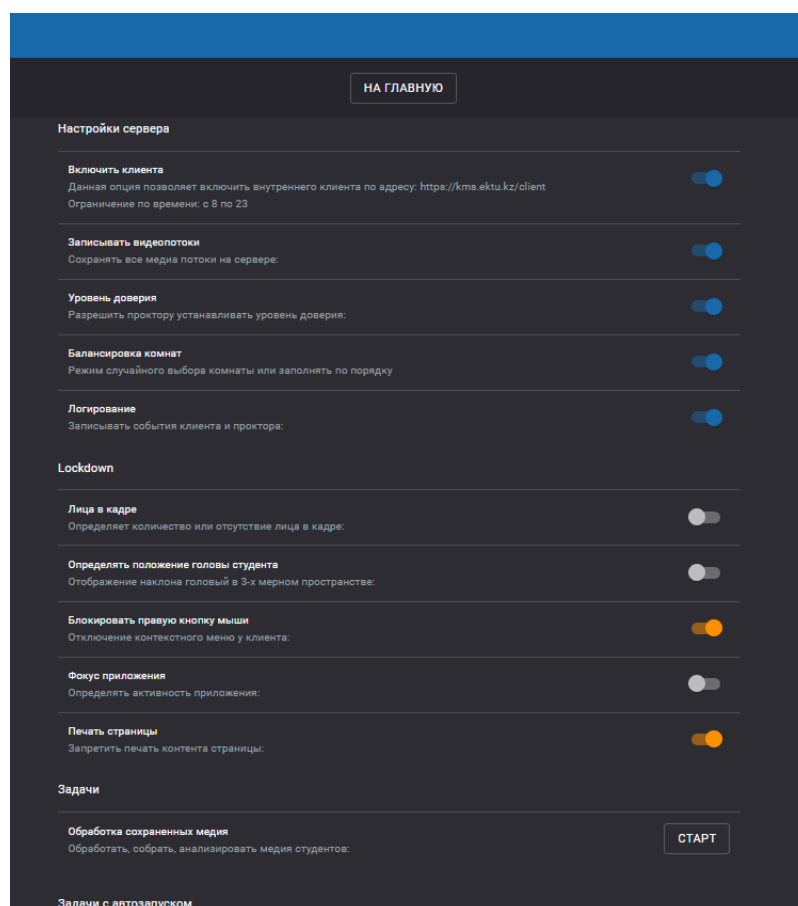 НА ГЛАВНУЮ
Настройки сервера
Включить клиента
Данная опция позволяет включить внутреннего клиента по адресу: https://kms.ektu.kz/client
Ограничение по времени: с 8 по 23
Записывать видеопотоки
Сохранять все медиа потоки на сервере:
Уровень доверия
Разрешить проктору устанавливать уровень доверия:
Балансировка комнат
Режим случайного выбора комнаты или заполнять по порядку
Логирование
Записывать события клиента и проктора:
Lockdown
Лица в кадре
Определяет количество или отсутствие лица в кадре:
Определять положение головы студента
Отображение наклона головый в 3-х мерном пространстве:
Блокировать правую кнопку мыши
Отключение контекстного меню у клиента:
Фокус приложения
Определять активность приложения:
Печать страницы
Запретить печать контента страницы:
Задачи
Обработка сохраненных медия
Обработать, собрать, анализировать медия студентов:
СТАРТ
Задачи с автозапуском